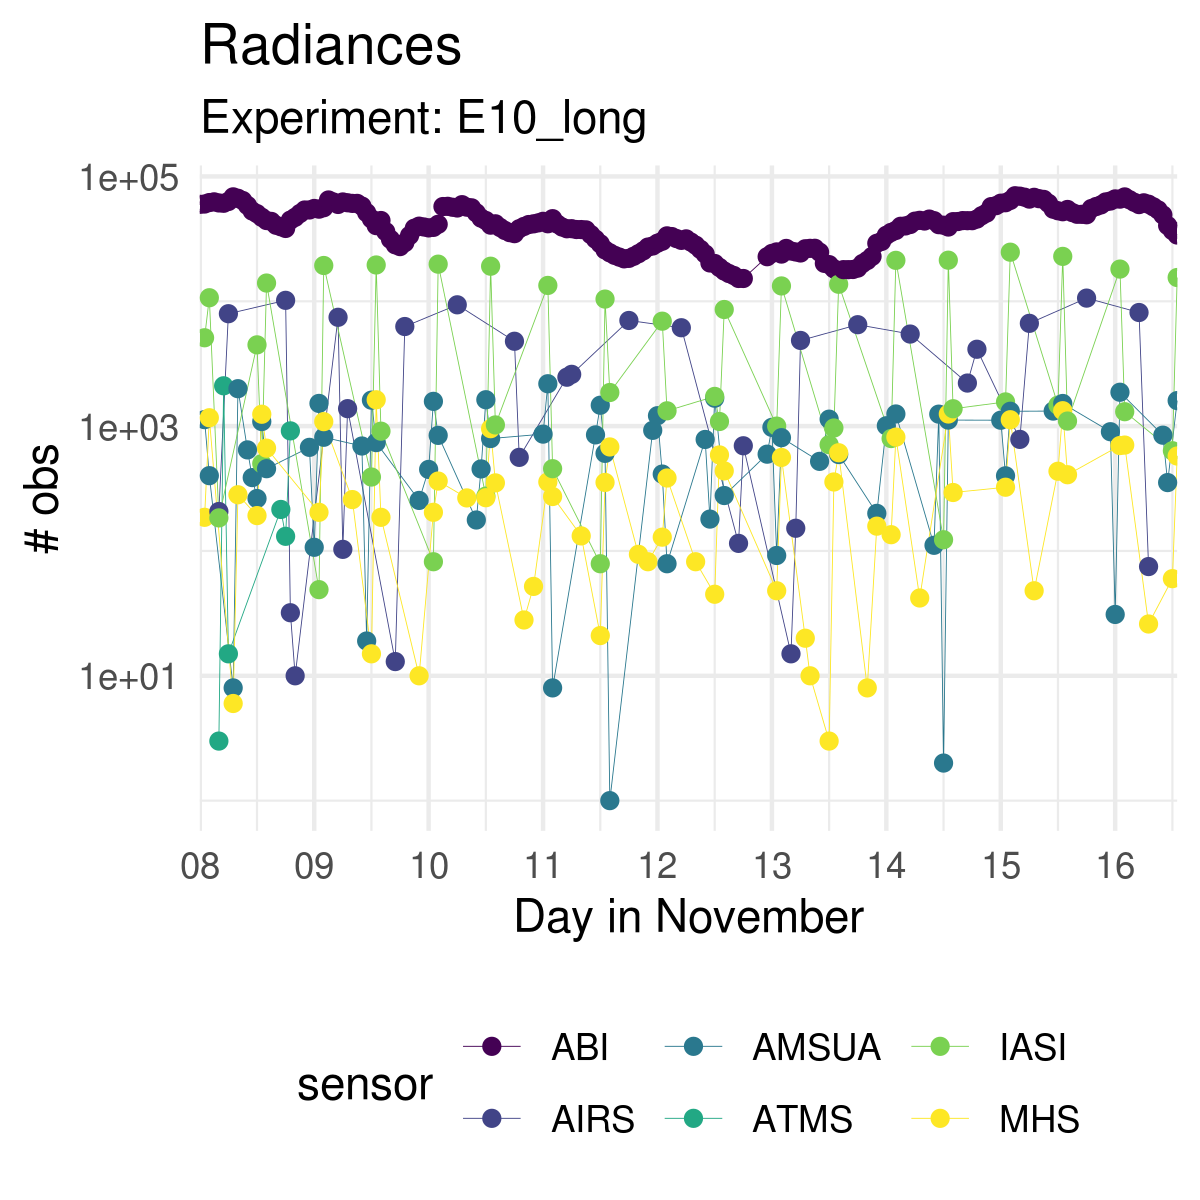 Radiances
Experiment: E10_long
1e+05
1e+03
1e+01
# obs
08 09 10 11 12 13 14 15 16
Day in November
sensor
ABI AMSUA IASI
AIRS ATMS MHS